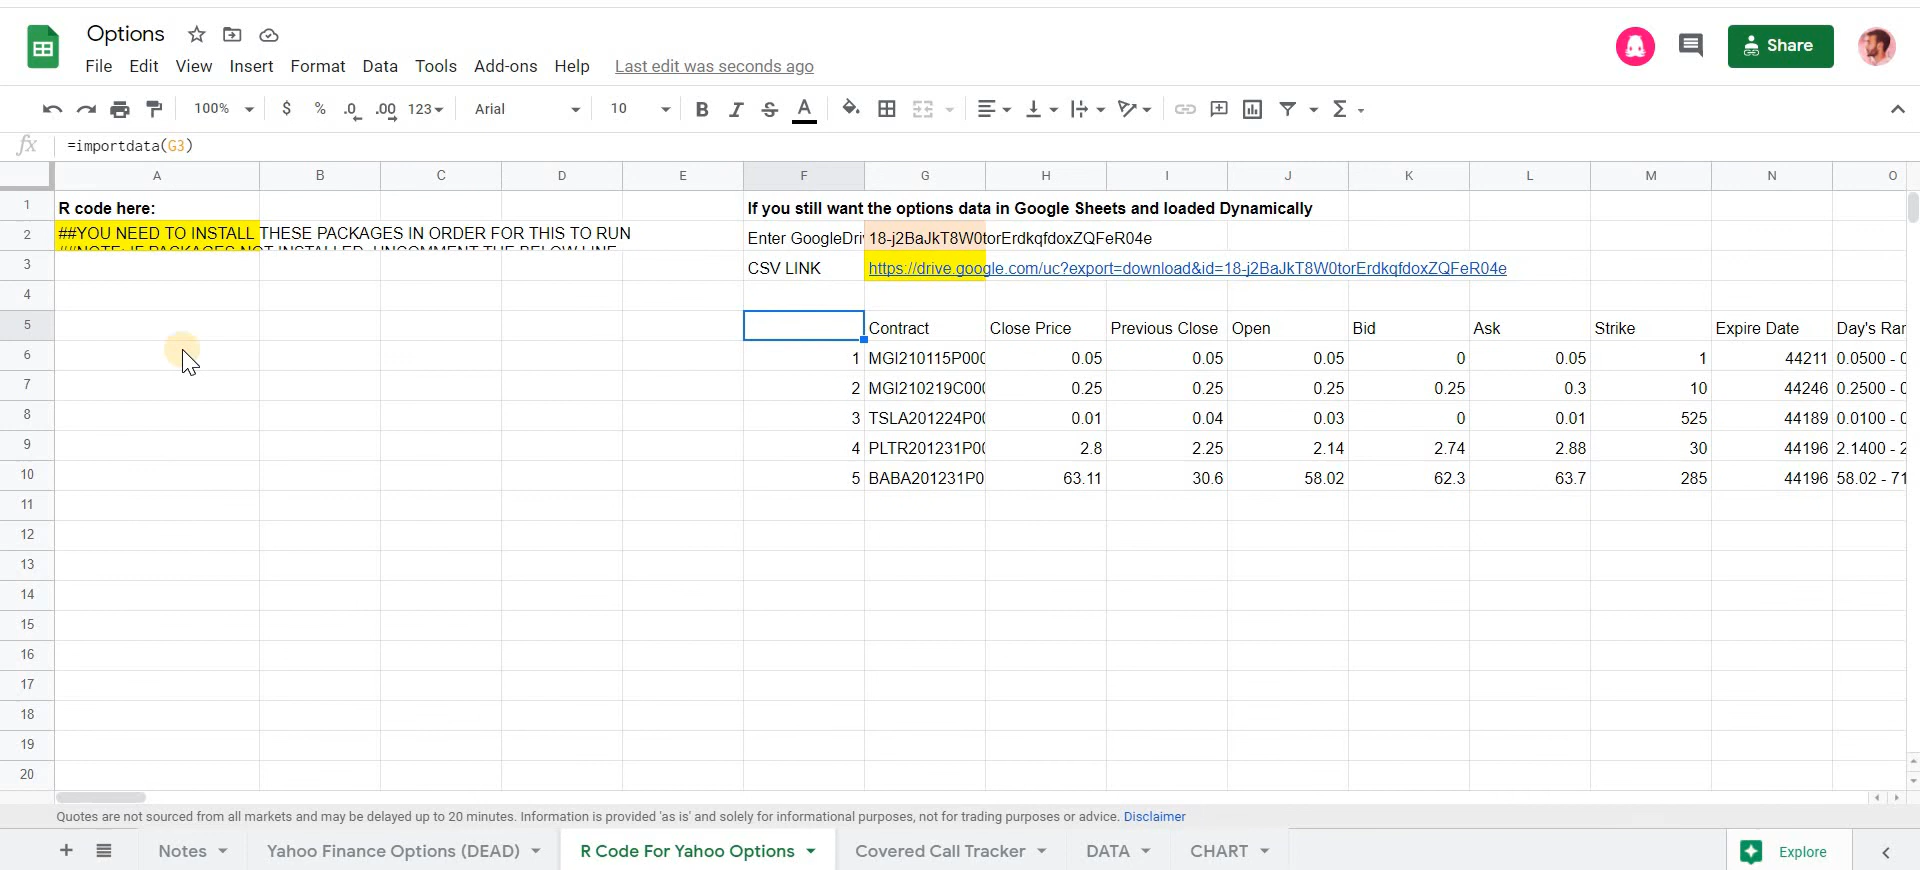 Options
File Edit View Insert Format Data Tools Add-ons Help Last edit was seconds ago
Share
100% $ % .0 .00 123 Arial 10 B I S A Σ
fx =importdata(G3)
A B C D E F G H I J K L M N O
1 R code here: If you still want the options data in Google Sheets and loaded Dynamically
2 ##YOU NEED TO INSTALL THESE PACKAGES IN ORDER FOR THIS TO RUN Enter GoogleDri 18-j2BaJkT8W0torErdkqfdoxZQFeR04e
3 CSV LINK https://drive.google.com/uc?export=download&id=18-j2BaJkT8W0torErdkqfdoxZQFeR04e
4
5 Contract Close Price Previous Close Open Bid Ask Strike Expire Date Day's Rar
6 1 MGI210115P000 0.05 0.05 0.05 0 0.05 1 44211 0.0500 - 0
7 2 MGI210219C000 0.25 0.25 0.25 0.25 0.3 10 44246 0.2500 - 0
8 3 TSLA201224P00 0.01 0.04 0.03 0 0.01 525 44189 0.0100 - 0
9 4 PLTR201231P00 2.8 2.25 2.14 2.74 2.88 30 44196 2.1400 - 2
10 5 BABA201231P0 63.11 30.6 58.02 62.3 63.7 285 44196 58.02 - 71
11
12
13
14
15
16
17
18
19
20
Quotes are not sourced from all markets and may be delayed up to 20 minutes. Information is provided 'as is' and solely for informational purposes, not for trading purposes or advice. Disclaimer
Notes Yahoo Finance Options (DEAD) R Code For Yahoo Options Covered Call Tracker DATA CHART Explore